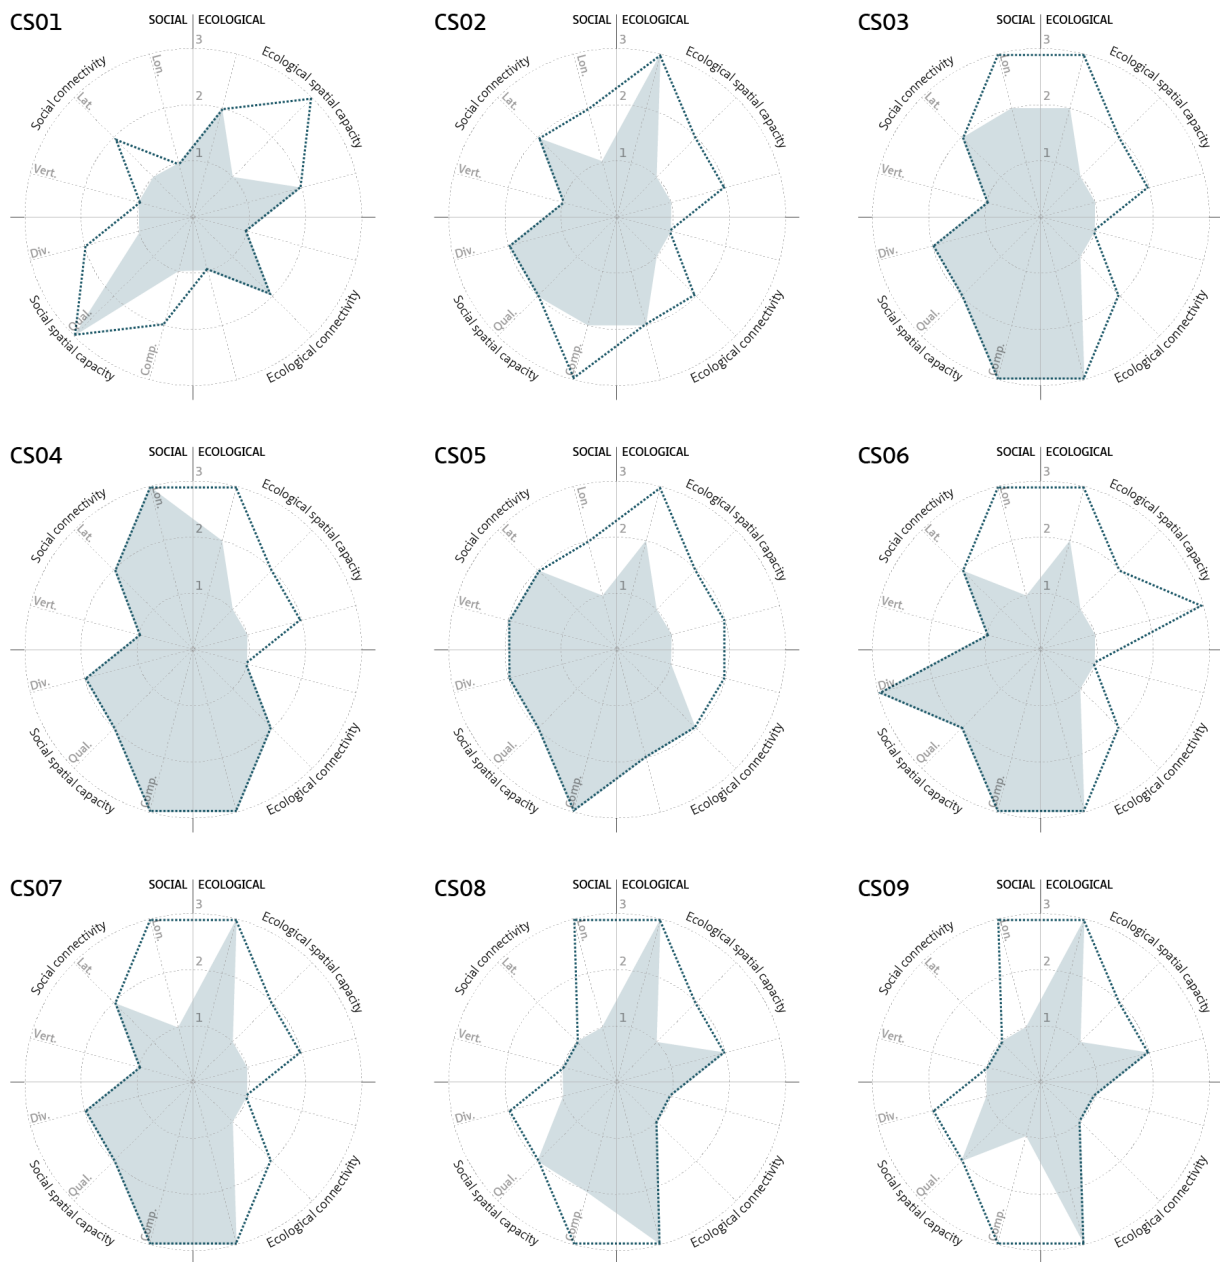 CS01
SOCIAL ECOLOGICAL
3
2
1
Lon.
Lat.
Vert.
Div.
Qual.
Comp.
Social connectivity
Ecological spatial capacity
Social spatial capacity
Ecological connectivity
CS02
SOCIAL ECOLOGICAL
3
2
1
Lon.
Lat.
Vert.
Div.
Qual.
Comp.
Social connectivity
Ecological spatial capacity
Social spatial capacity
Ecological connectivity
CS03
SOCIAL ECOLOGICAL
3
2
1
Lon.
Lat.
Vert.
Div.
Qual.
Comp.
Social connectivity
Ecological spatial capacity
Social spatial capacity
Ecological connectivity
CS04
SOCIAL ECOLOGICAL
3
2
1
Lon.
Lat.
Vert.
Div.
Qual.
Comp.
Social connectivity
Ecological spatial capacity
Social spatial capacity
Ecological connectivity
CS05
SOCIAL ECOLOGICAL
3
2
1
Lon.
Lat.
Vert.
Div.
Qual.
Comp.
Social connectivity
Ecological spatial capacity
Social spatial capacity
Ecological connectivity
CS06
SOCIAL ECOLOGICAL
3
2
1
Lon.
Lat.
Vert.
Div.
Qual.
Comp.
Social connectivity
Ecological spatial capacity
Social spatial capacity
Ecological connectivity
CS07
SOCIAL ECOLOGICAL
3
2
1
Lon.
Lat.
Vert.
Div.
Qual.
Comp.
Social connectivity
Ecological spatial capacity
Social spatial capacity
Ecological connectivity
CS08
SOCIAL ECOLOGICAL
3
2
1
Lon.
Lat.
Vert.
Div.
Qual.
Comp.
Social connectivity
Ecological spatial capacity
Social spatial capacity
Ecological connectivity
CS09
SOCIAL ECOLOGICAL
3
2
1
Lon.
Lat.
Vert.
Div.
Qual.
Comp.
Social connectivity
Ecological spatial capacity
Social spatial capacity
Ecological connectivity